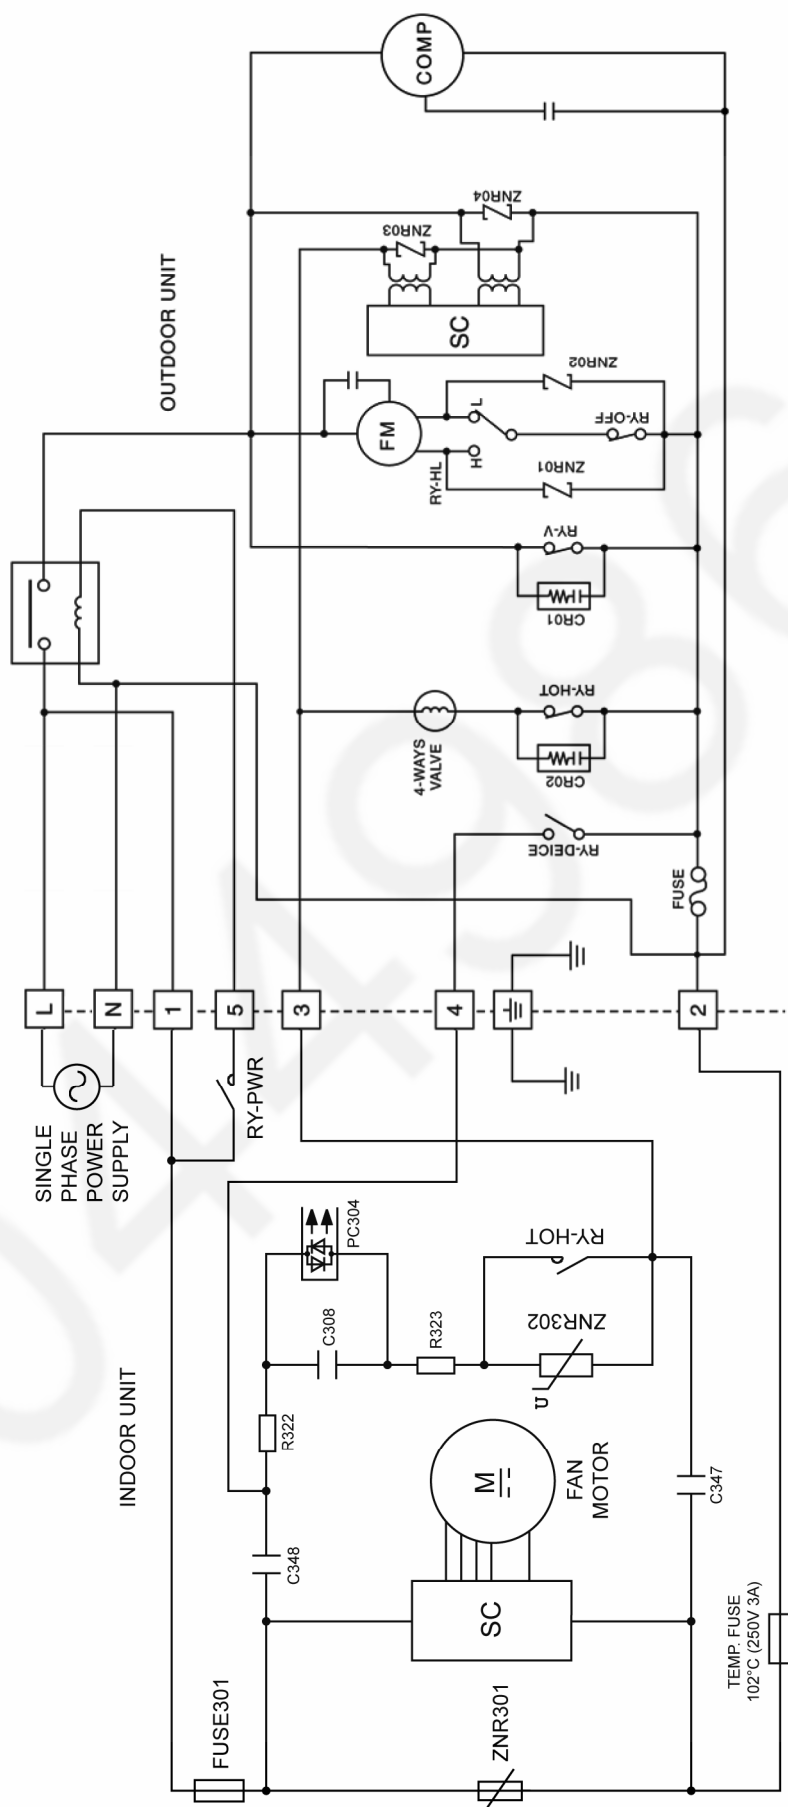 COMP
ZNR04
ZNR03
OUTDOOR UNIT
SC
ZNR02
L
FM
RY-OFF
H
RY-HL
ZNR01
RY-V
CR01
RY-HOT
4-WAYS
VALVE
CR02
RY-DEICE
FUSE
L
N
1
5
3
4
2
SINGLE
PHASE
POWER
SUPPLY
RY-PWR
PC304
RY-HOT
C308
R323
ZNR302
U
INDOOR UNIT
R322
M
FAN
MOTOR
C347
C348
SC
TEMP. FUSE
102°C (250V 3A)
FUSE301
ZNR301